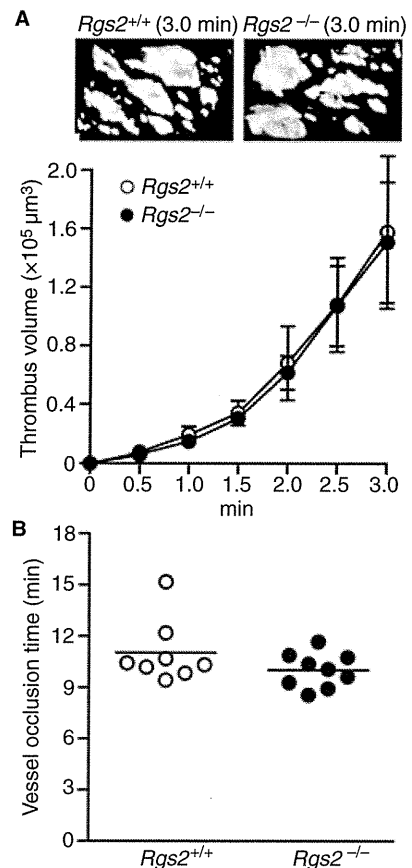 A
Rgs2+/+ (3.0 min) Rgs2−/− (3.0 min)
2.0
1.6
1.2
0.8
0.4
0
Thrombus volume (×10⁵ µm³)
Rgs2+/+
Rgs2−/−
0 0.5 1.0 1.5 2.0 2.5 3.0
min
B
18
15
12
9
6
3
0
Vessel occlusion time (min)
Rgs2+/+ Rgs2−/−